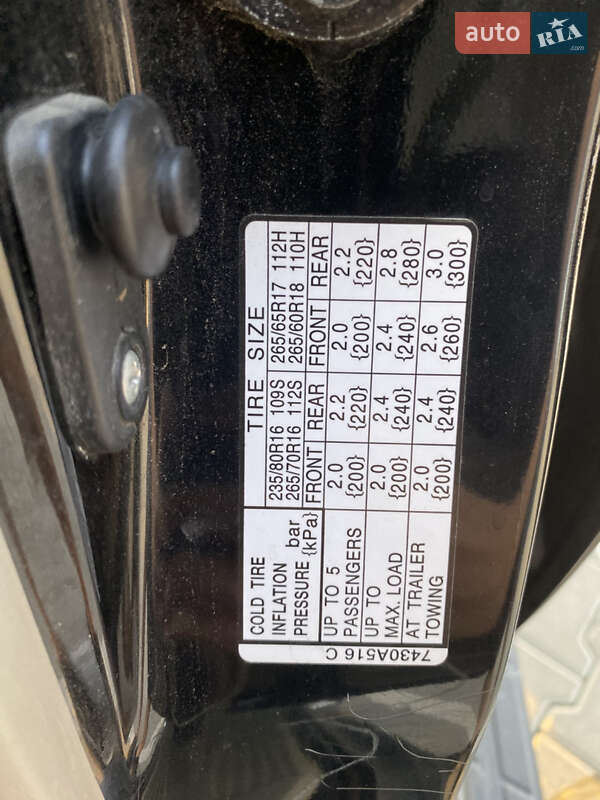 auto RIA .com
COLD TIRE INFLATION PRESSURE bar {kPa}
TIRE SIZE
235/80R16 109S 265/65R17 112H
265/70R16 112S 265/60R18 110H
FRONT REAR FRONT REAR
UP TO 5 PASSENGERS 2.0 {200} 2.2 {220} 2.0 {200} 2.2 {220}
UP TO MAX. LOAD 2.0 {200} 2.4 {240} 2.4 {240} 2.8 {280}
AT TRAILER TOWING 2.0 {200} 2.4 {240} 2.6 {260} 3.0 {300}
7430A516 C